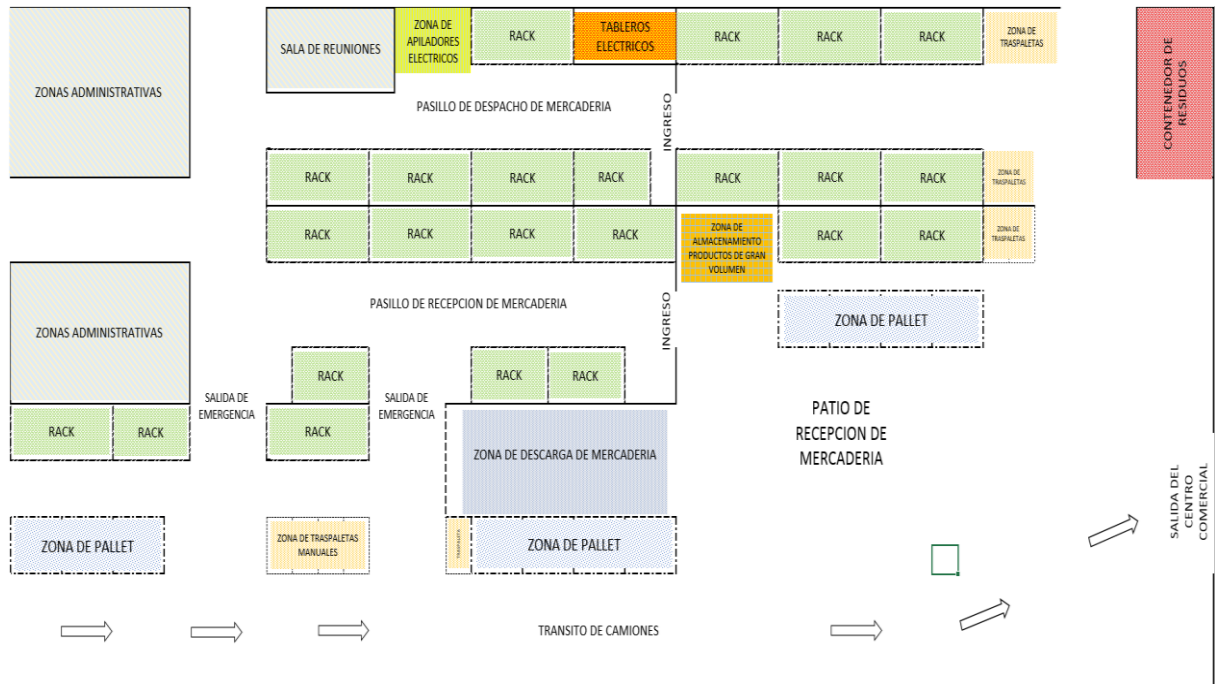 ZONAS ADMINISTRATIVAS
SALA DE REUNIONES
ZONA DE
APILADORES
ELECTRICOS
RACK
TABLEROS
ELECTRICOS
RACK
RACK
RACK
ZONA DE
TRASPALETAS
CONTENEDOR DE
RESIDUOS
PASILLO DE DESPACHO DE MERCADERIA
INGRESO
RACK
RACK
RACK
RACK
RACK
RACK
RACK
ZONA DE
TRASPALETAS
RACK
RACK
RACK
RACK
ZONA DE
ALMACENAMIENTO
PRODUCTOS DE GRAN
VOLUMEN
RACK
RACK
ZONA DE
TRASPALETAS
ZONAS ADMINISTRATIVAS
PASILLO DE RECEPCION DE MERCADERIA
INGRESO
ZONA DE PALLET
RACK
RACK
RACK
SALIDA DE
EMERGENCIA
SALIDA DE
EMERGENCIA
RACK
RACK
RACK
ZONA DE DESCARGA DE MERCADERIA
PATIO DE
RECEPCION DE
MERCADERIA
SALIDA DEL
CENTRO
COMERCIAL
ZONA DE PALLET
ZONA DE TRASPALETAS
MANUALES
TRASPALETA
ZONA DE PALLET
TRANSITO DE CAMIONES